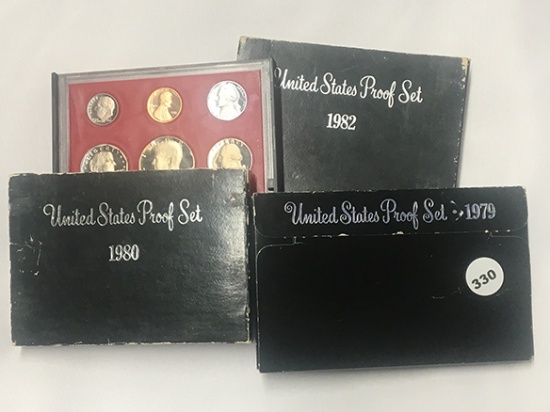 United States Proof Set
1982
United States Proof Set
1980
United States Proof Set 1979
330